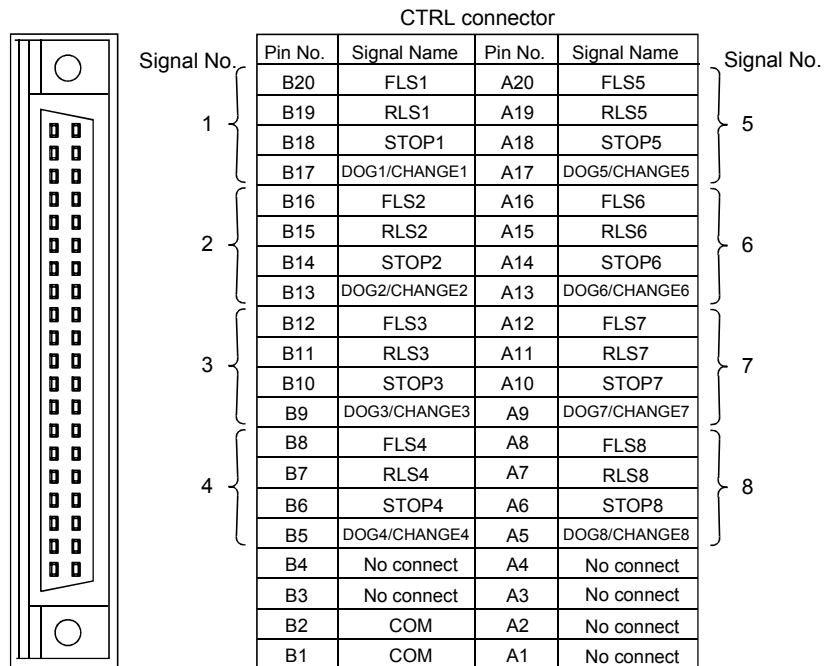 CTRL connector
Signal No. Pin No. Signal Name Pin No. Signal Name Signal No.
B20 FLS1 A20 FLS5
B19 RLS1 A19 RLS5
1 5
B18 STOP1 A18 STOP5
B17 DOG1/CHANGE1 A17 DOG5/CHANGE5
B16 FLS2 A16 FLS6
B15 RLS2 A15 RLS6
2 6
B14 STOP2 A14 STOP6
B13 DOG2/CHANGE2 A13 DOG6/CHANGE6
B12 FLS3 A12 FLS7
B11 RLS3 A11 RLS7
3 7
B10 STOP3 A10 STOP7
B9 DOG3/CHANGE3 A9 DOG7/CHANGE7
B8 FLS4 A8 FLS8
B7 RLS4 A7 RLS8
4 8
B6 STOP4 A6 STOP8
B5 DOG4/CHANGE4 A5 DOG8/CHANGE8
B4 No connect A4 No connect
B3 No connect A3 No connect
B2 COM A2 No connect
B1 COM A1 No connect